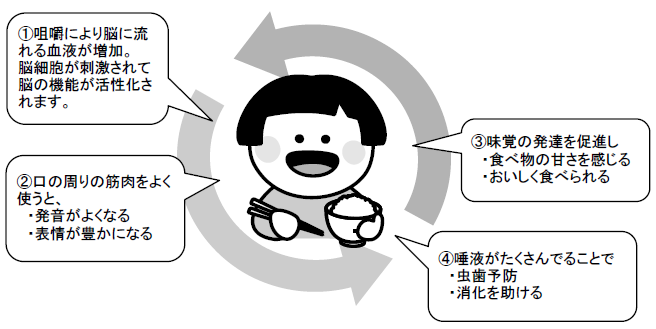 ①咀嚼により脳に流
れる血液が増加。
脳細胞が刺激されて
脳の機能が活性化さ
れます。
②口の周りの筋肉をよく
使うと、
・発音がよくなる
・表情が豊かになる
③味覚の発達を促進し
・食べ物の甘さを感じる
・おいしく食べられる
④唾液がたくさんでることで
・虫歯予防
・消化を助ける